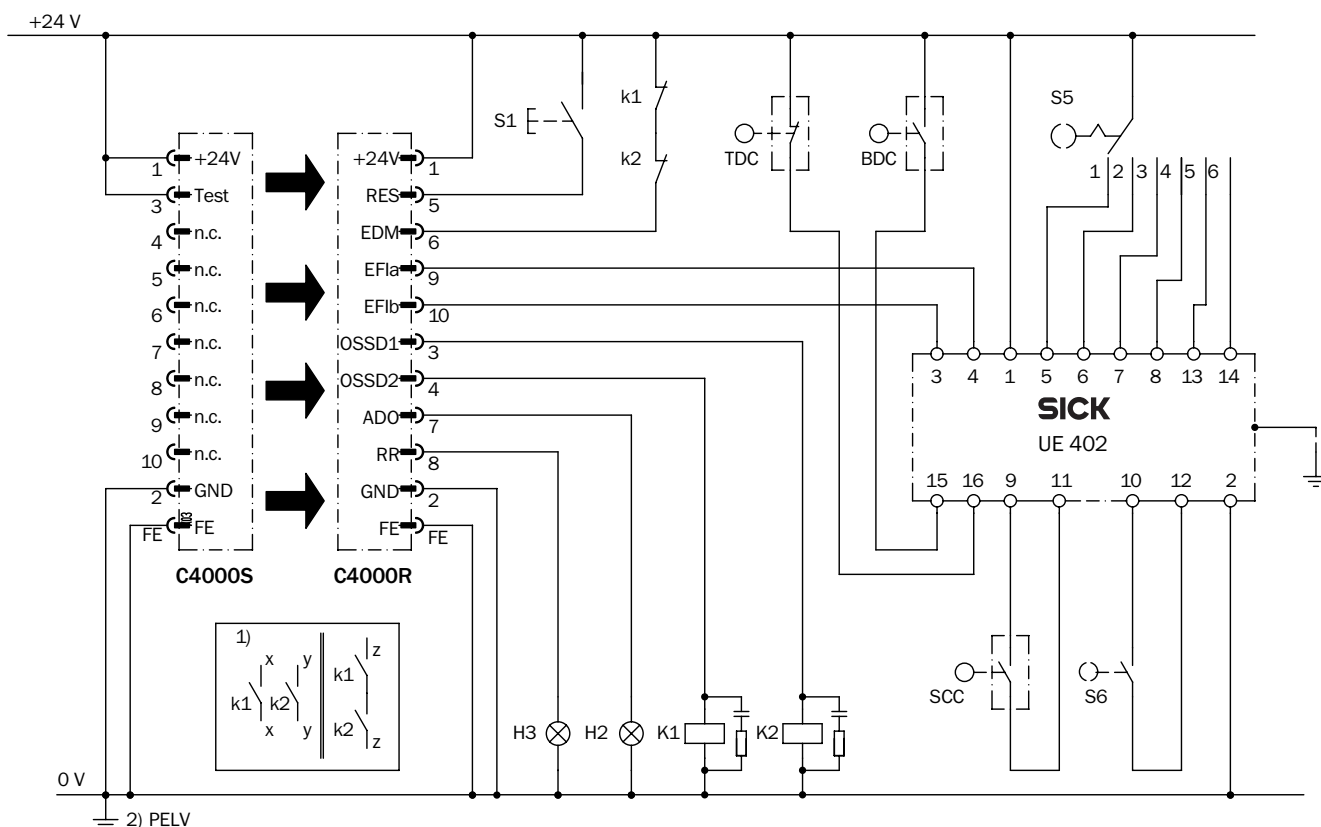 +24 V
S1
k1
k2
TDC
BDC
S5
1 2 3 4 5 6
1 +24V
3 Test
4 n.c.
5 n.c.
6 n.c.
7 n.c.
8 n.c.
9 n.c.
10 n.c.
2 GND
FE FE
C4000S
+24V 1
RES 5
EDM 6
EFIa 9
EFIb 10
OSSD1 3
OSSD2 4
ADO 7
RR 8
GND 2
FE FE
C4000R
3 4 1 5 6 7 8 13 14
SICK
UE 402
15 16 9 11 10 12 2
SCC
S6
1)
x y z
k1 k2 k1
k2
x y z
H3
H2
K1
K2
0 V
2) PELV